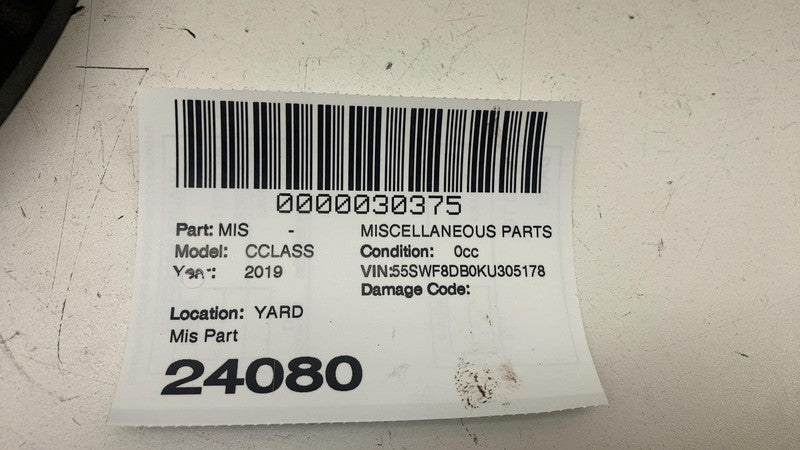 0000030375
Part: MIS - MISCELLANEOUS PARTS
Model: CCLASS Condition: 0cc
Year: 2019 VIN:55SWF8DB0KU305178
Damage Code:
Location: YARD
Mis Part
24080